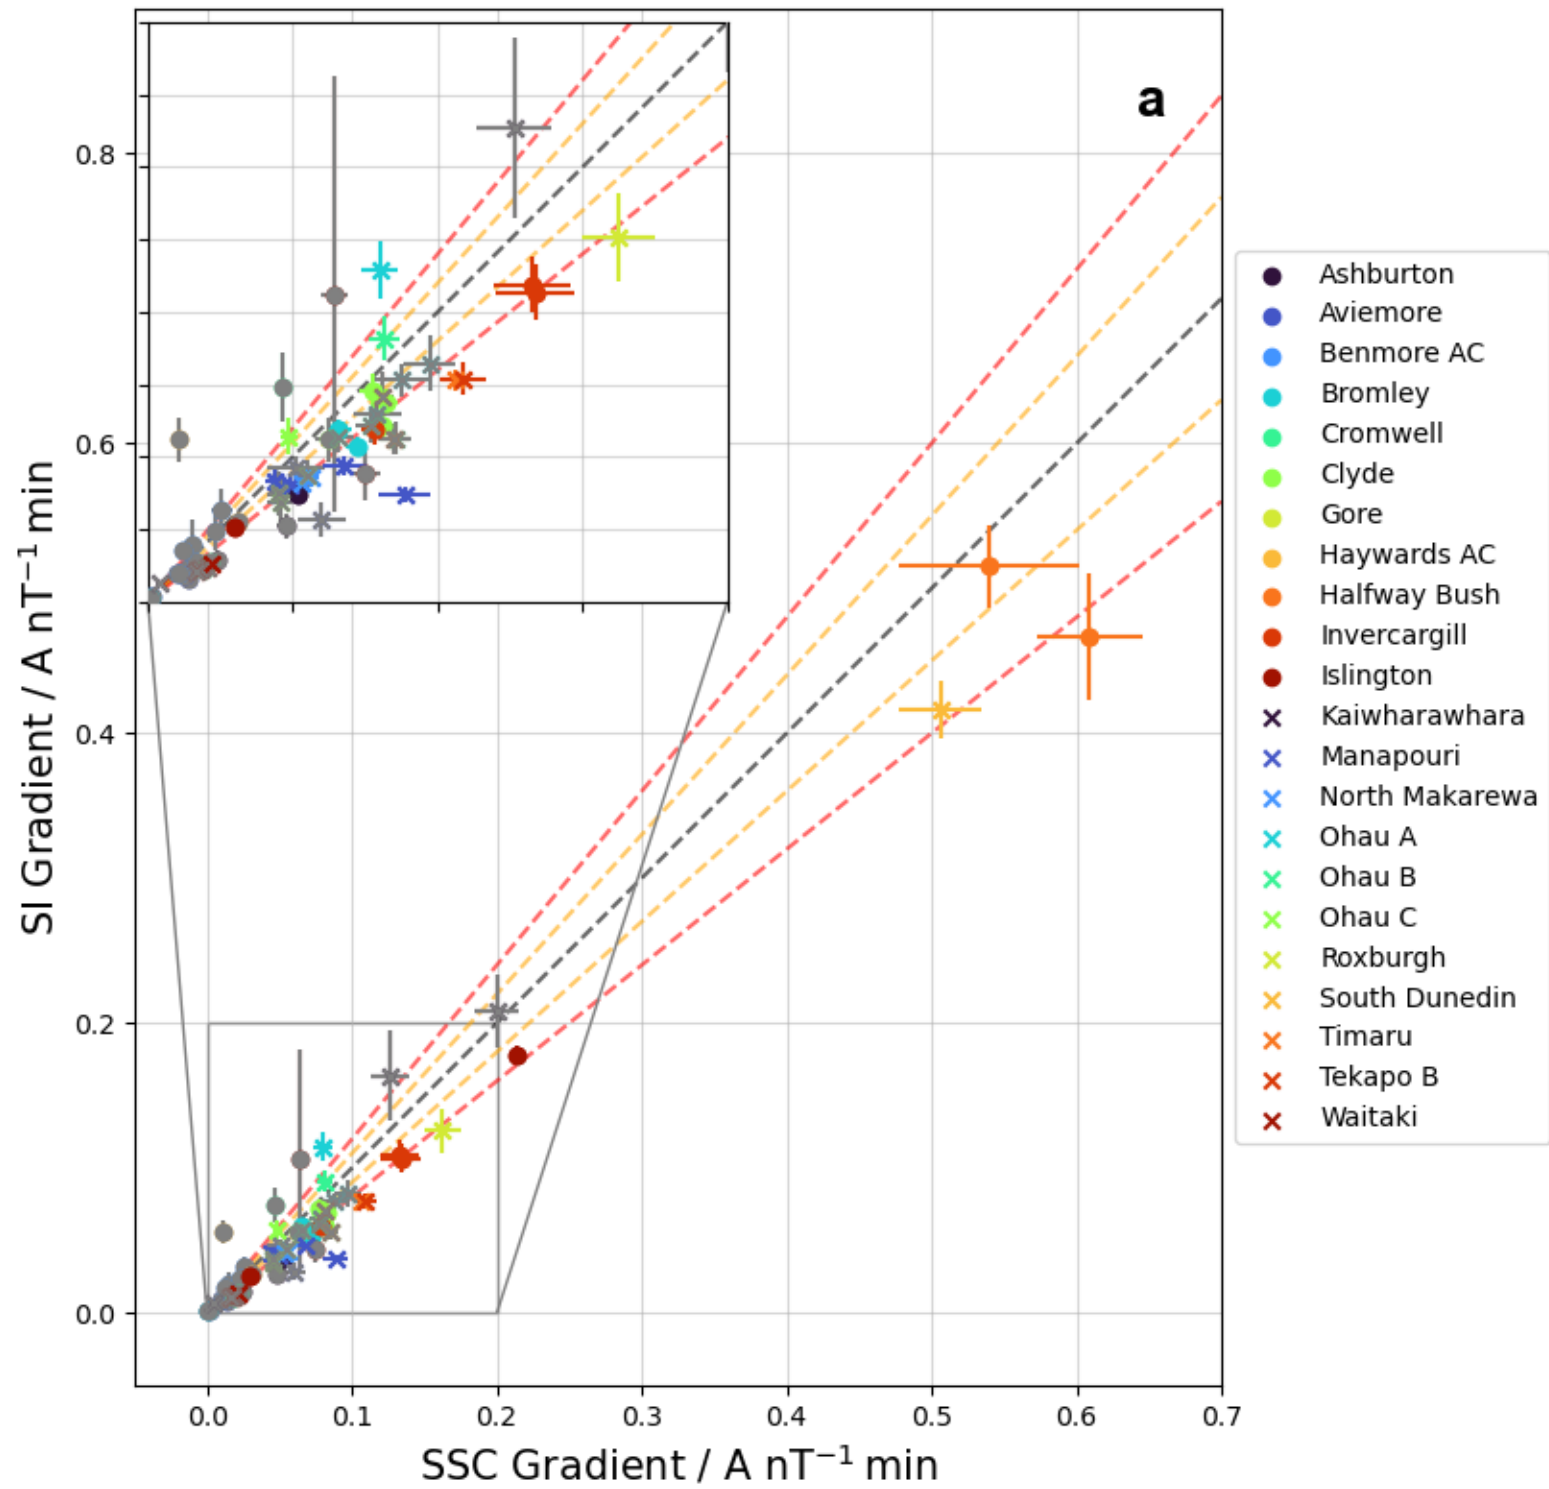 a
0.8
0.6
0.4
0.2
0.0
SI Gradient / A nT⁻¹ min
0.0 0.1 0.2 0.3 0.4 0.5 0.6 0.7
SSC Gradient / A nT⁻¹ min
Ashburton
Aviemore
Benmore AC
Bromley
Cromwell
Clyde
Gore
Haywards AC
Halfway Bush
Invercargill
Islington
Kaiwharawhara
Manapouri
North Makarewa
Ohau A
Ohau B
Ohau C
Roxburgh
South Dunedin
Timaru
Tekapo B
Waitaki